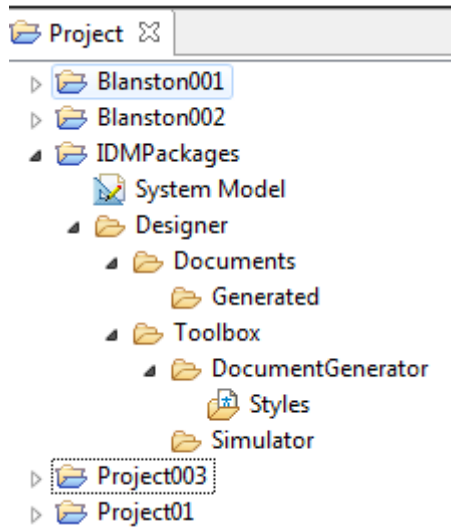 Project
Blanston001
Blanston002
IDMPackages
System Model
Designer
Documents
Generated
Toolbox
DocumentGenerator
Styles
Simulator
Project003
Project01